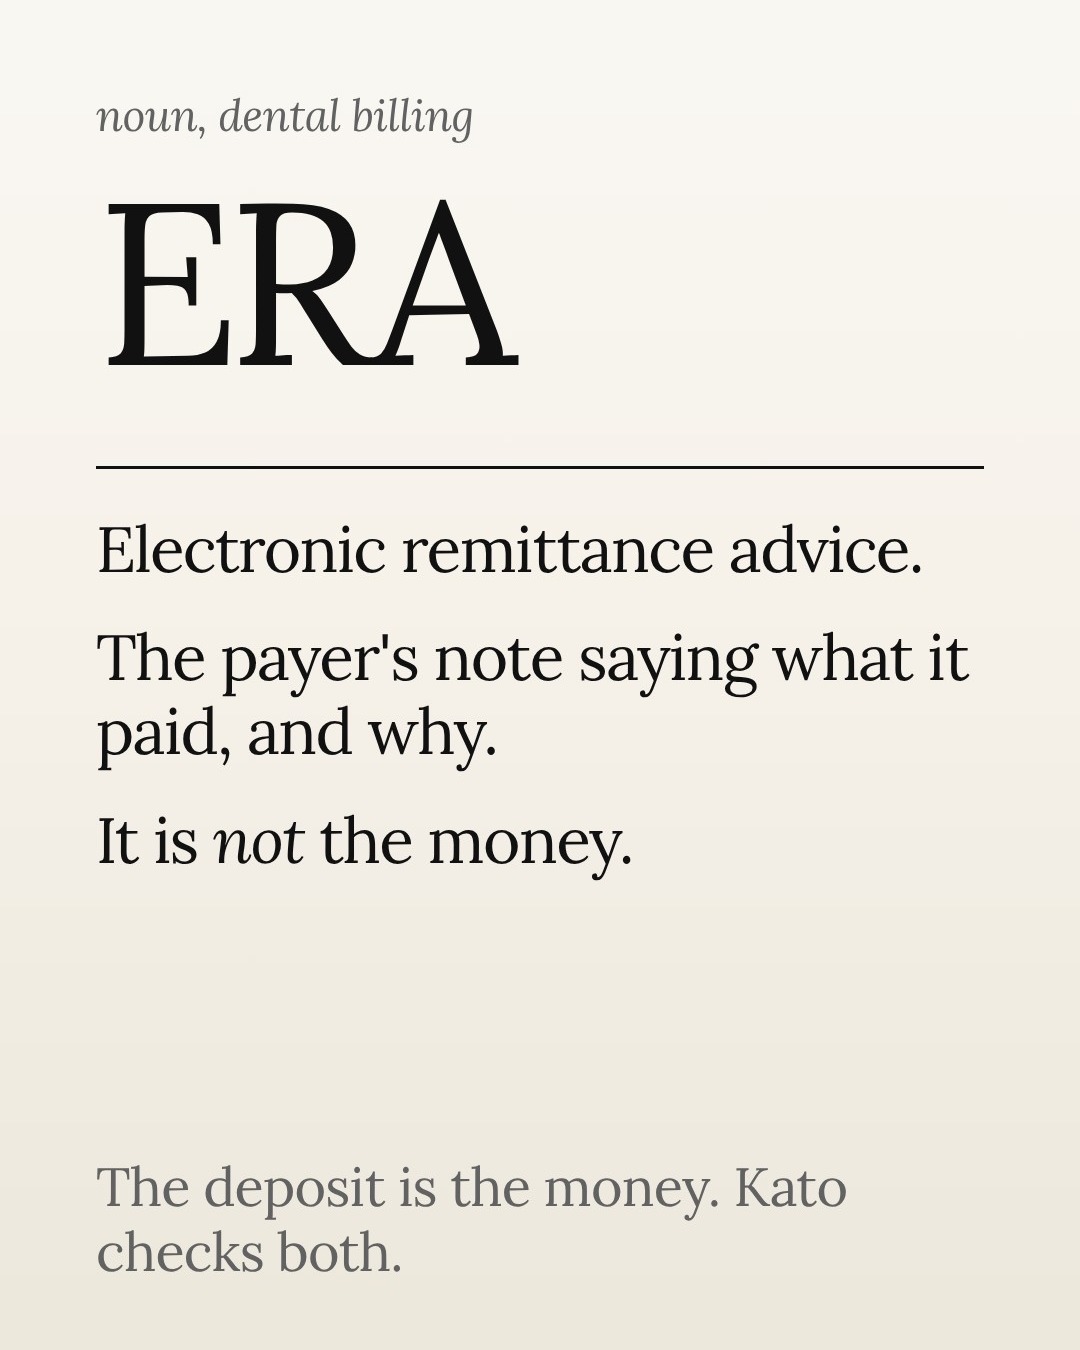 noun, dental billing
ERA
Electronic remittance advice.
The payer's note saying what it
paid, and why.
It is not the money.
The deposit is the money. Kato
checks both.